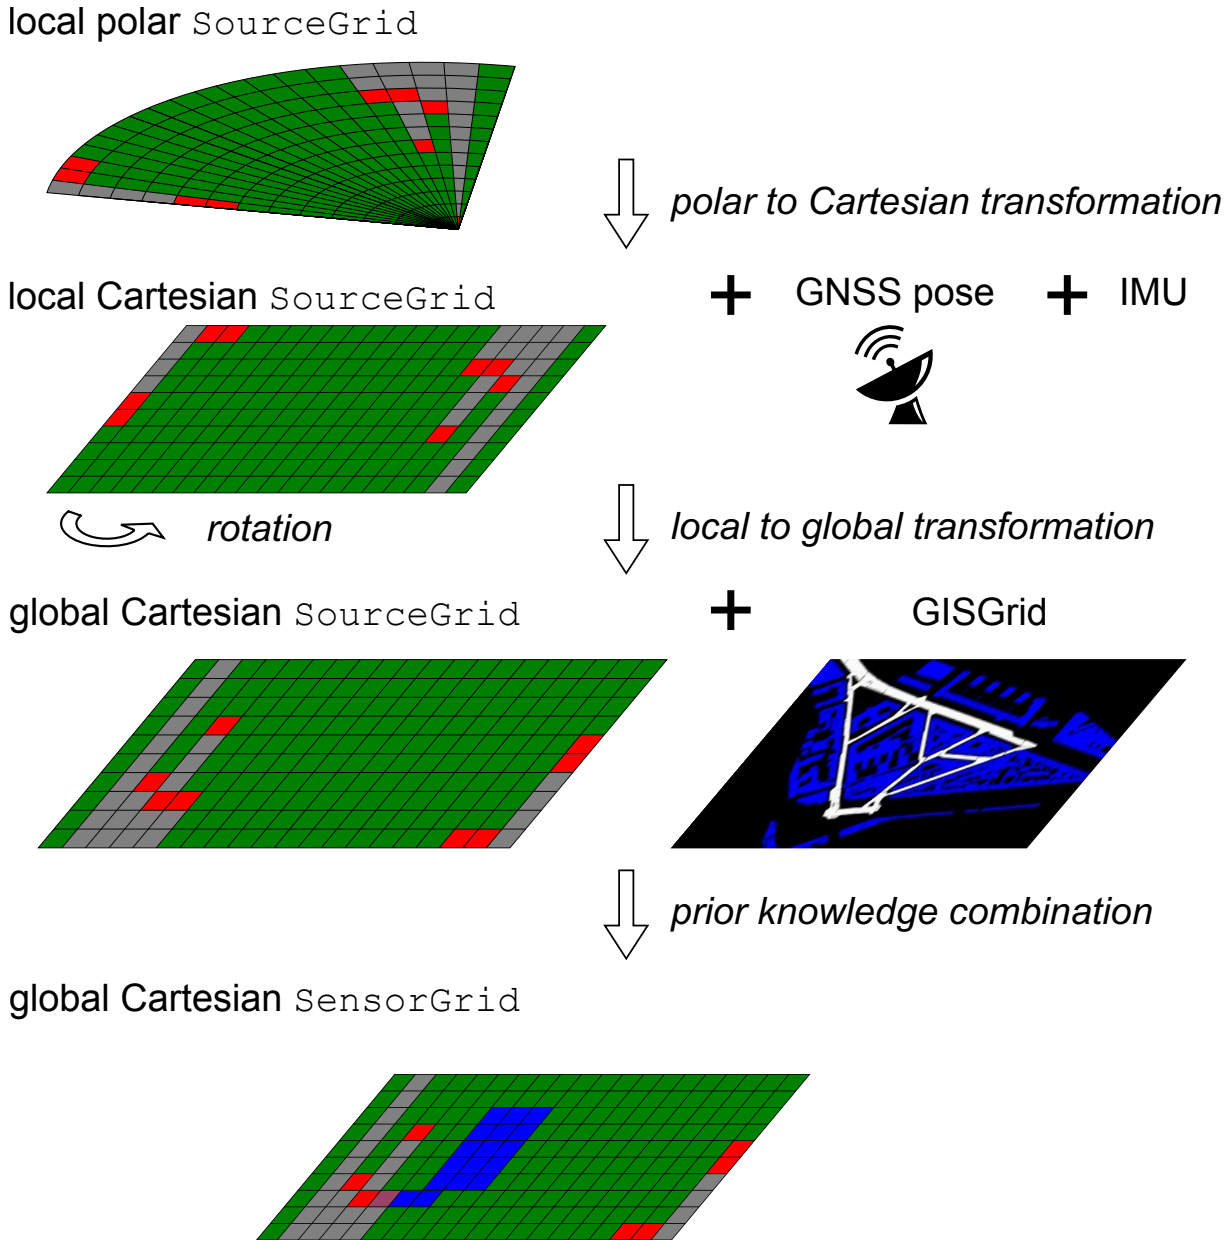 local polar SourceGrid
polar to Cartesian transformation
local Cartesian SourceGrid
+ GNSS pose + IMU
rotation
local to global transformation
global Cartesian SourceGrid
+ GISGrid
prior knowledge combination
global Cartesian SensorGrid